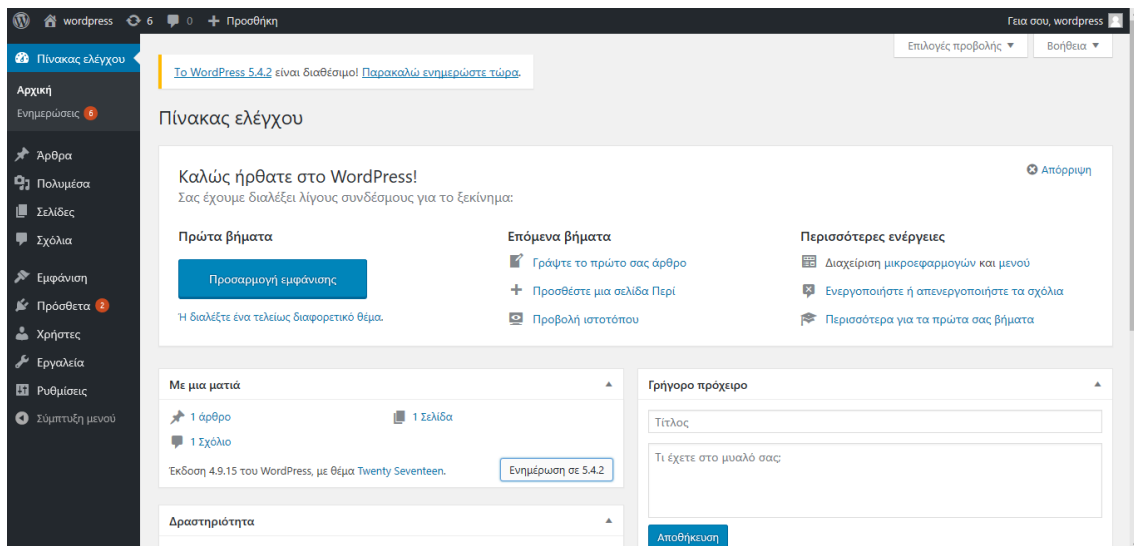 wordpress 6 0 + Προσθήκη Γεια σου, wordpress
Πίνακας ελέγχου
Αρχική
Ενημερώσεις 6
Άρθρα
Πολυμέσα
Σελίδες
Σχόλια
Εμφάνιση
Πρόσθετα 2
Χρήστες
Εργαλεία
Ρυθμίσεις
Σύμπτυξη μενού
Επιλογές προβολής ▼ Βοήθεια ▼
Το WordPress 5.4.2 είναι διαθέσιμο! Παρακαλώ ενημερώστε τώρα.
Πίνακας ελέγχου
Καλώς ήρθατε στο WordPress!
Απόρριψη
Σας έχουμε διαλέξει λίγους συνδέσμους για το ξεκίνημα:
Πρώτα βήματα
Προσαρμογή εμφάνισης
Ή διαλέξτε ένα τελείως διαφορετικό θέμα.
Επόμενα βήματα
Γράψτε το πρώτο σας άρθρο
Προσθέστε μια σελίδα Περί
Προβολή ιστοτόπου
Περισσότερες ενέργειες
Διαχείριση μικροεφαρμογών και μενού
Ενεργοποιήστε ή απενεργοποιήστε τα σχόλια
Περισσότερα για τα πρώτα σας βήματα
Με μια ματιά
1 άρθρο 1 Σελίδα
1 Σχόλιο
Έκδοση 4.9.15 του WordPress, με θέμα Twenty Seventeen. Ενημέρωση σε 5.4.2
Δραστηριότητα
Γρήγορο πρόχειρο
Τίτλος
Τι έχετε στο μυαλό σας;
Αποθήκευση